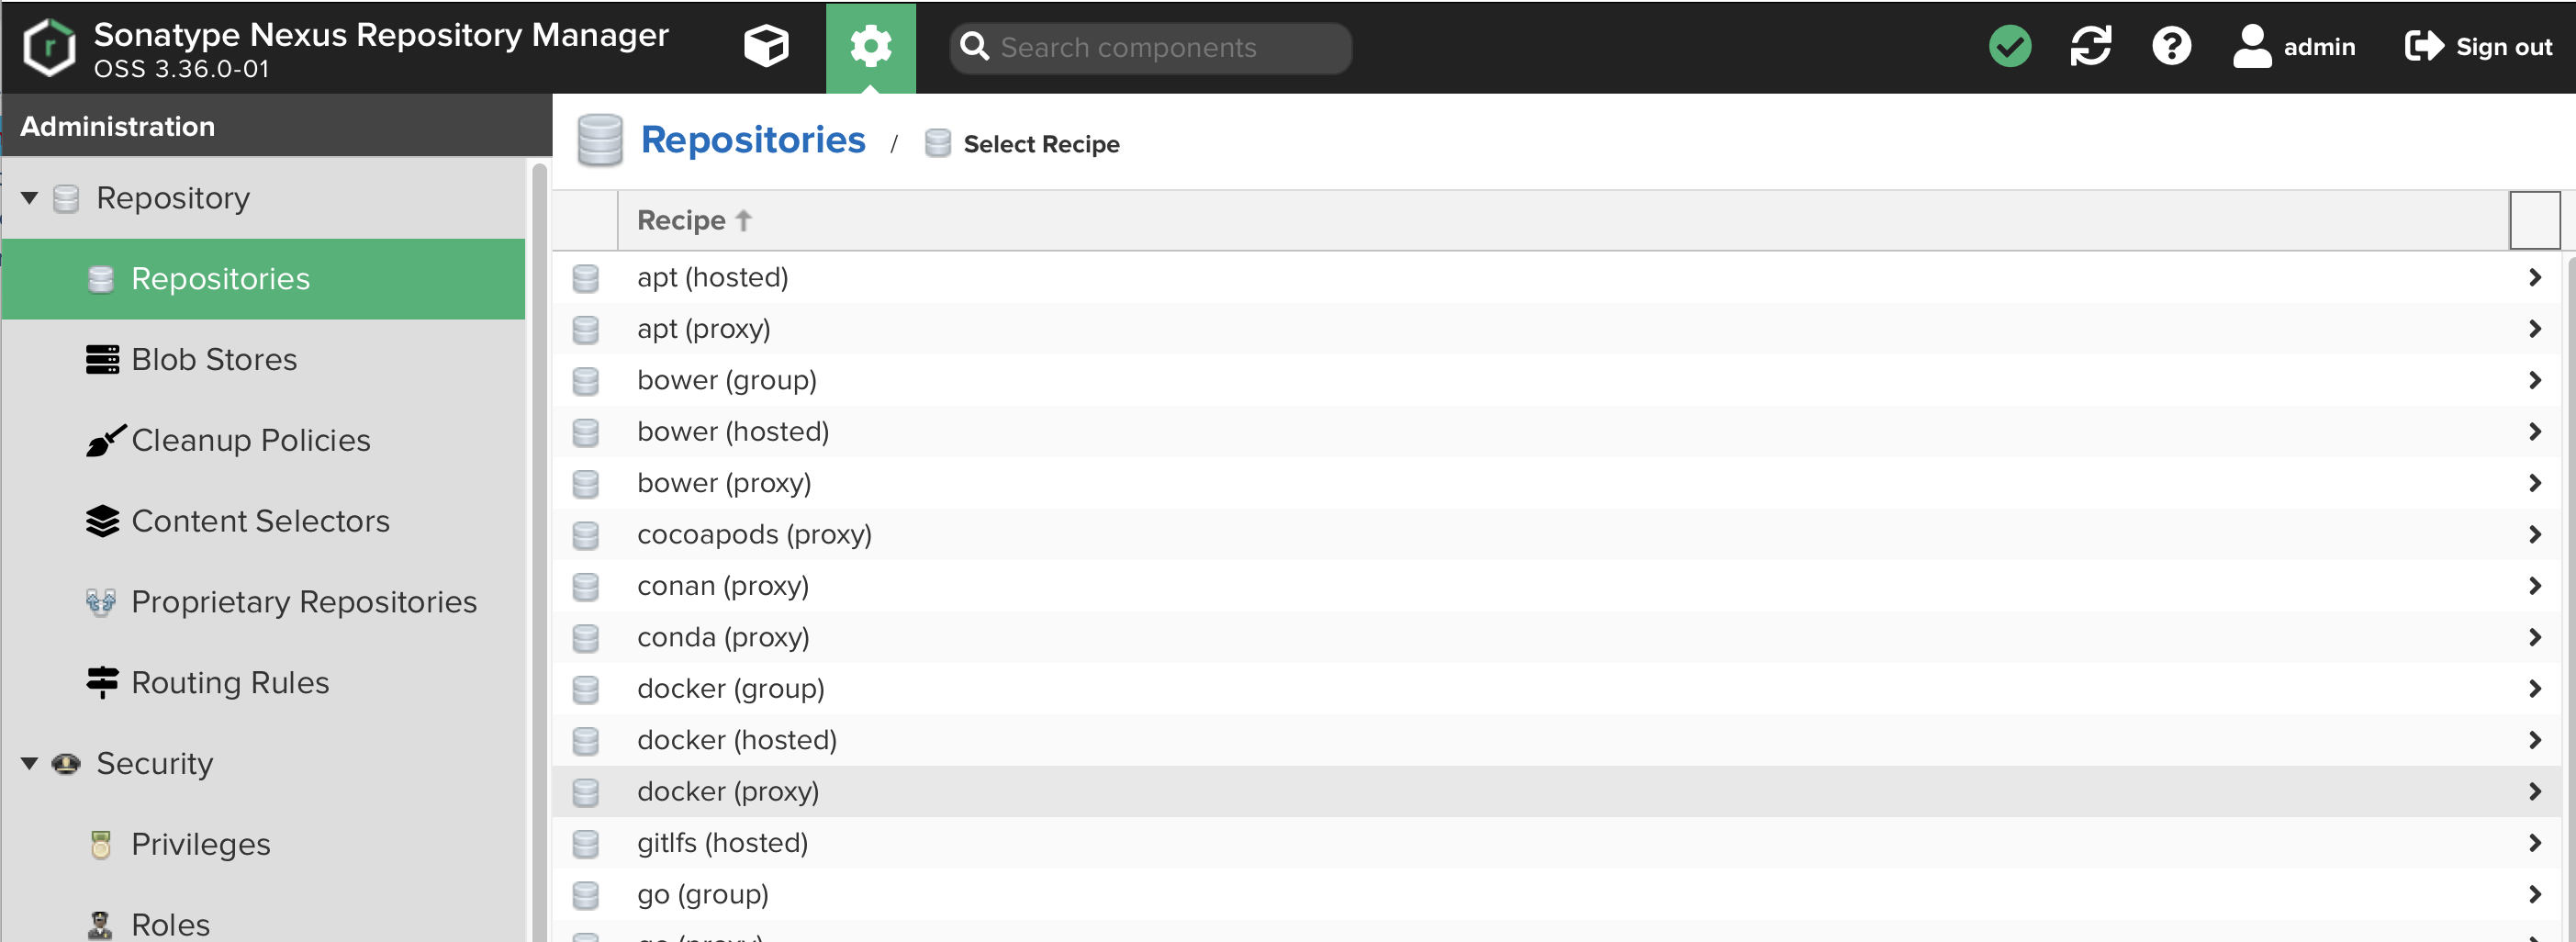 Sonatype Nexus Repository Manager
OSS 3.36.0-01
Search components
admin
Sign out
Administration
Repositories / Select Recipe
Repository
Repositories
Blob Stores
Cleanup Policies
Content Selectors
Proprietary Repositories
Routing Rules
Security
Privileges
Roles
Recipe
apt (hosted)
apt (proxy)
bower (group)
bower (hosted)
bower (proxy)
cocoapods (proxy)
conan (proxy)
conda (proxy)
docker (group)
docker (hosted)
docker (proxy)
gitlfs (hosted)
go (group)
go (proxy)